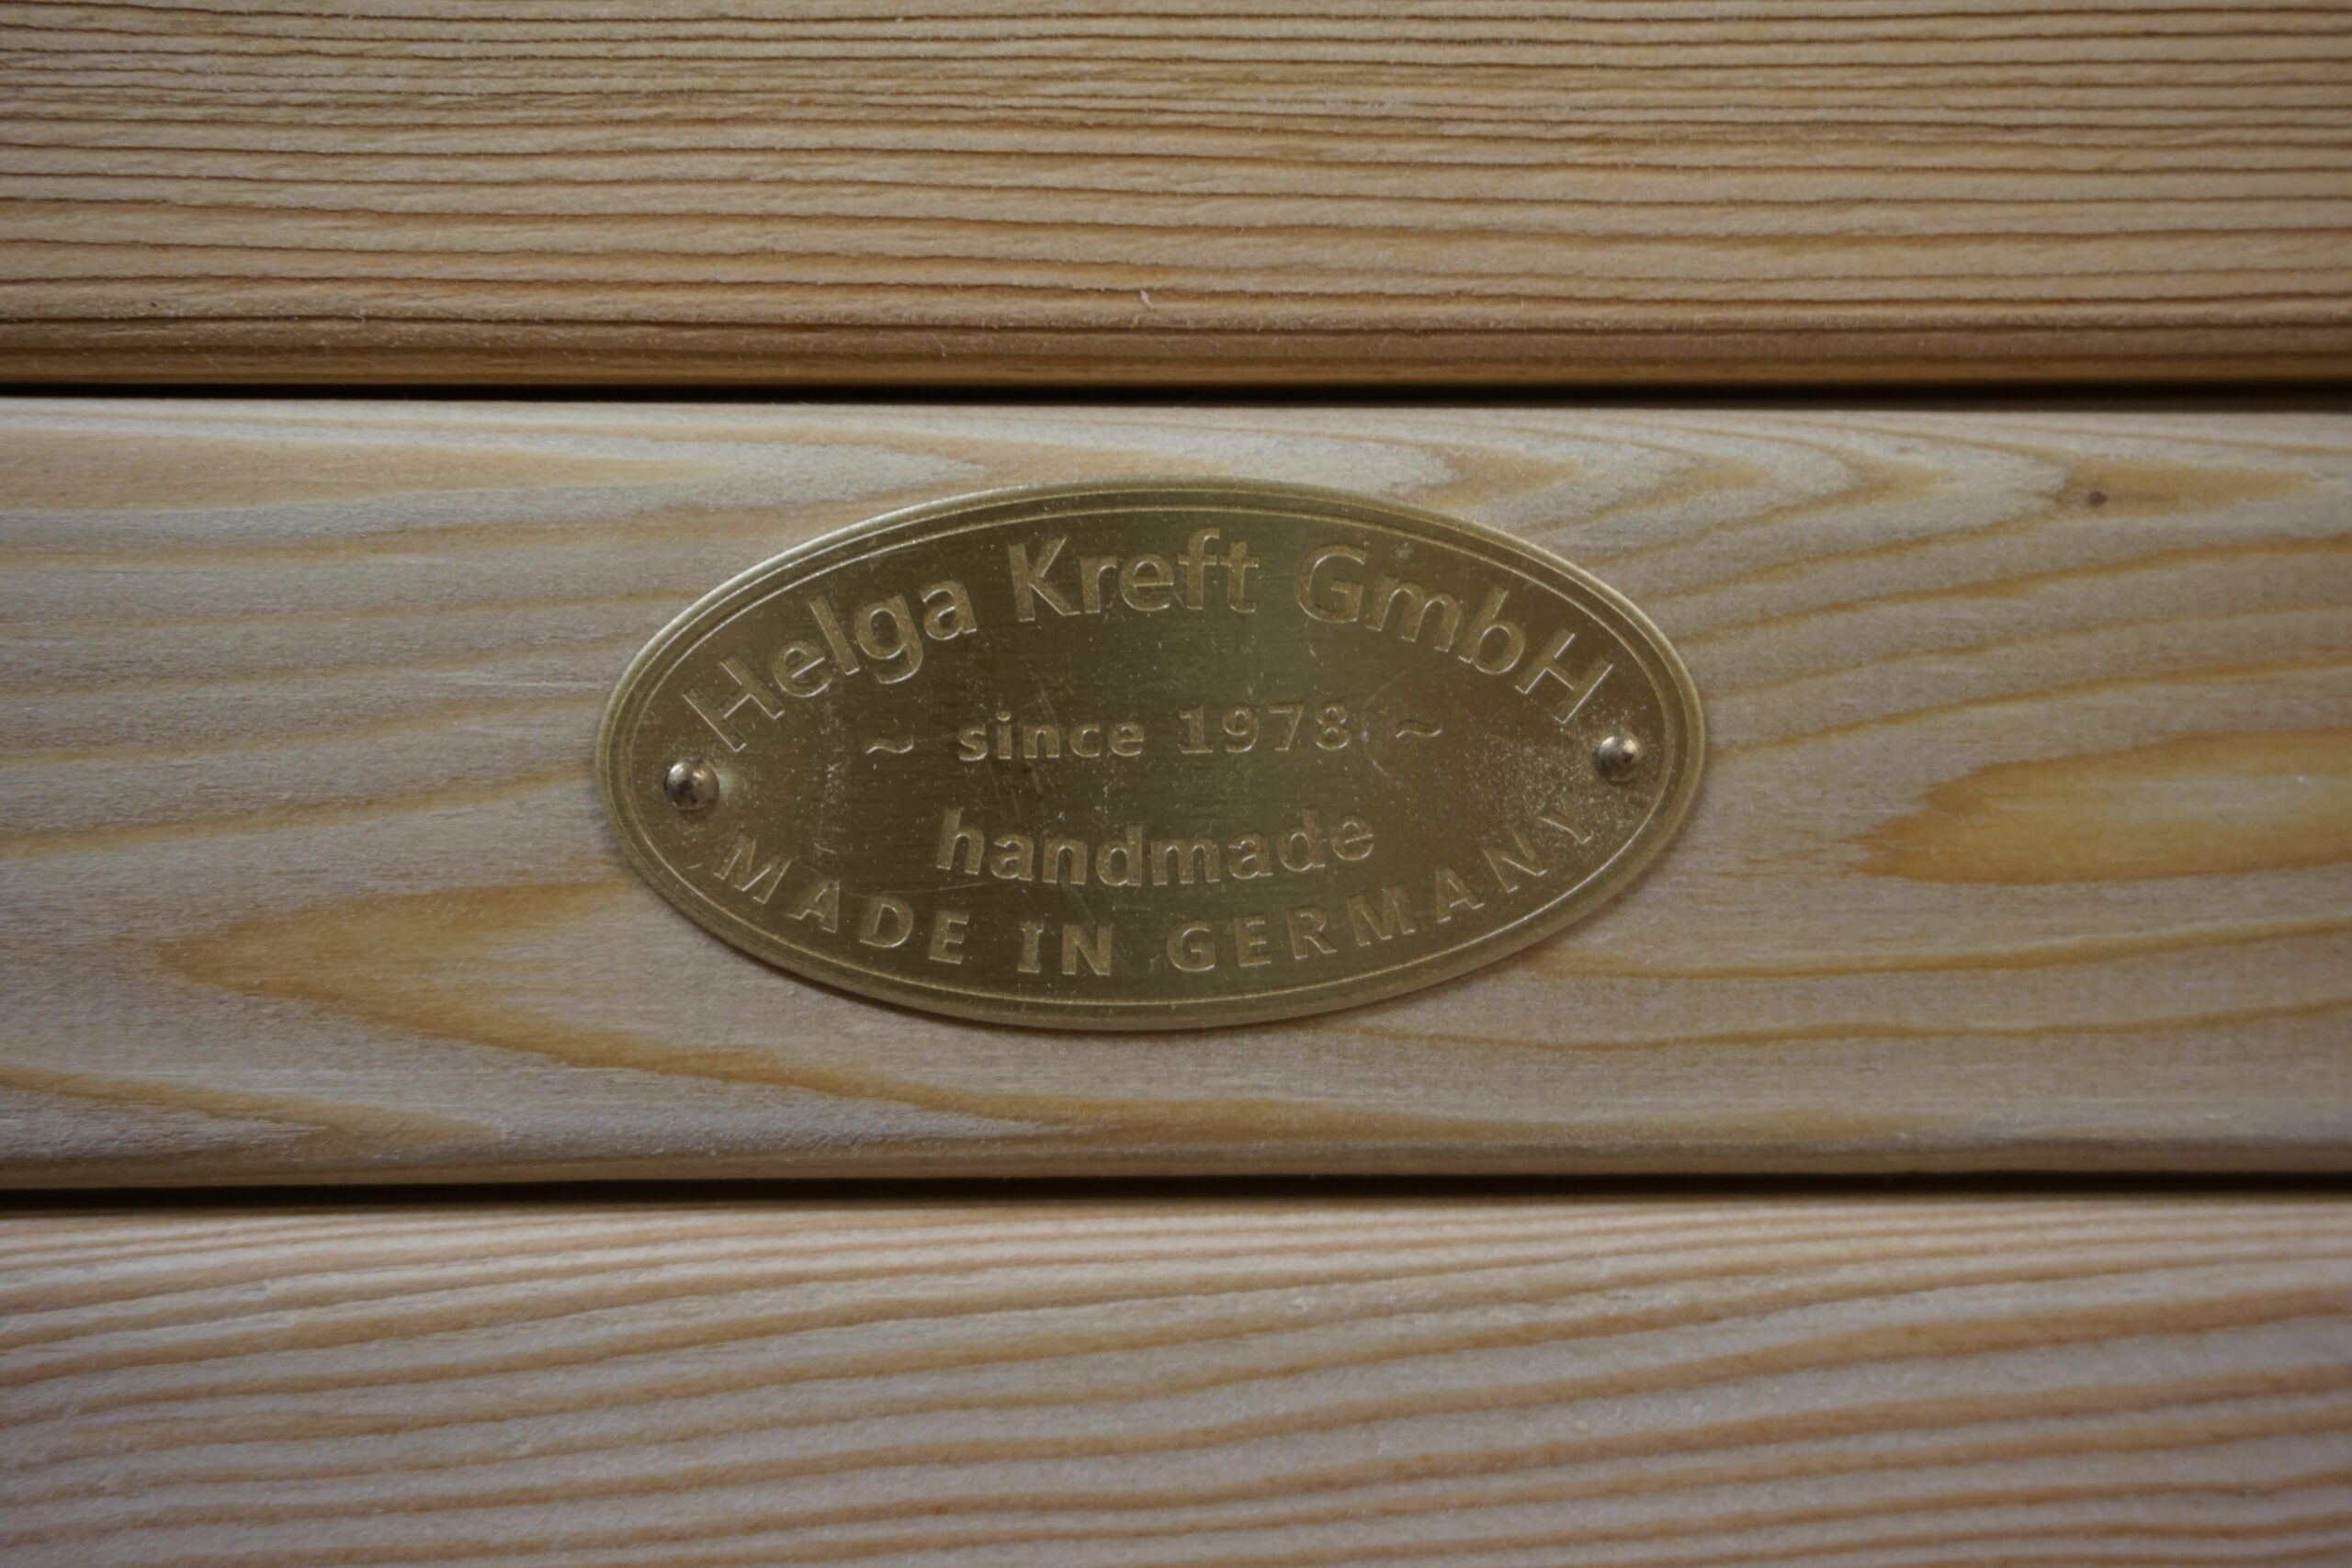 Helga Kreft GmbH
~ since 1978 ~
handmade
MADE IN GERMANY